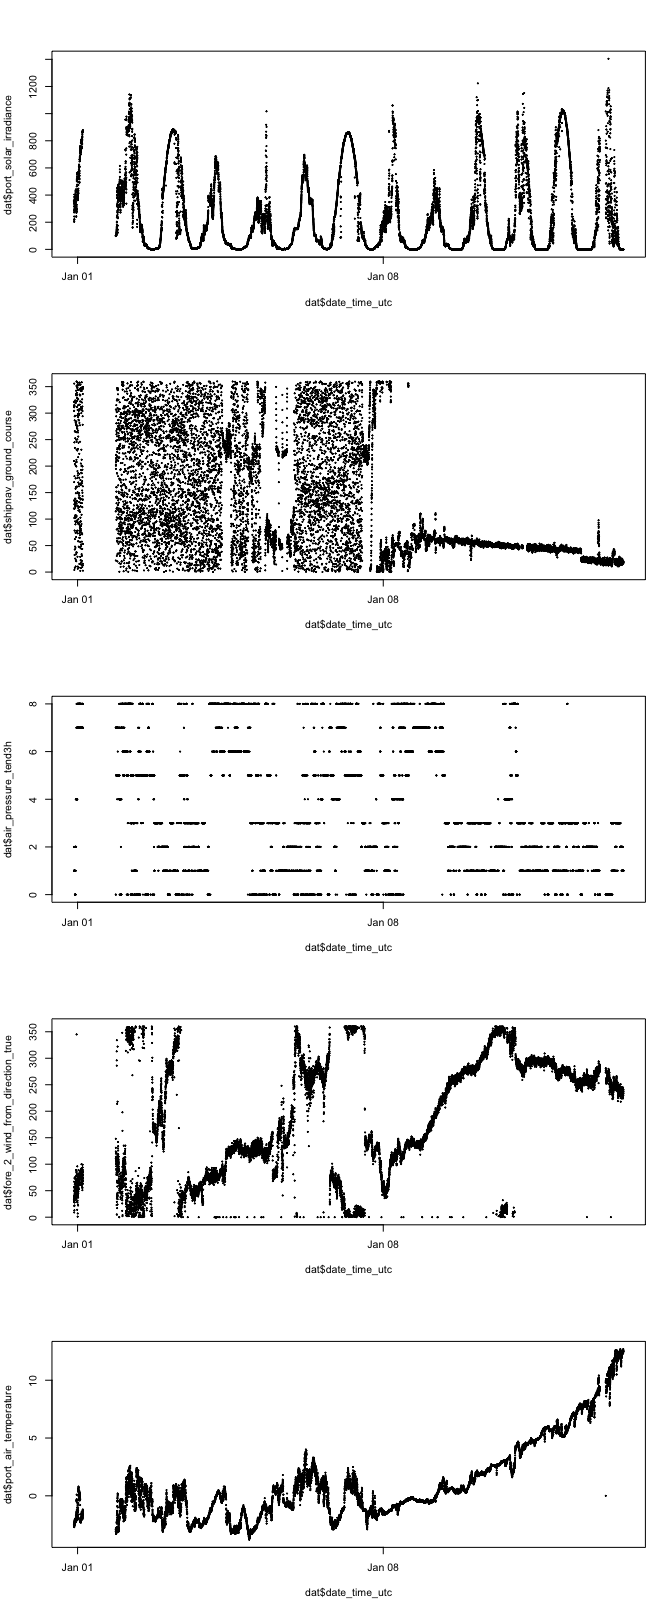 dat$port_solar_irradiance
1200
800
600
400
200
0
Jan 01
Jan 08
dat$date_time_utc
dat$shipnav_ground_course
350
300
250
200
150
100
50
0
Jan 01
Jan 08
dat$date_time_utc
dat$air_pressure_tend3h
8
6
4
2
0
Jan 01
Jan 08
dat$date_time_utc
dat$fore_2_wind_from_direction_true
350
300
250
200
150
100
50
0
Jan 01
Jan 08
dat$date_time_utc
dat$port_air_temperature
10
5
0
Jan 01
Jan 08
dat$date_time_utc